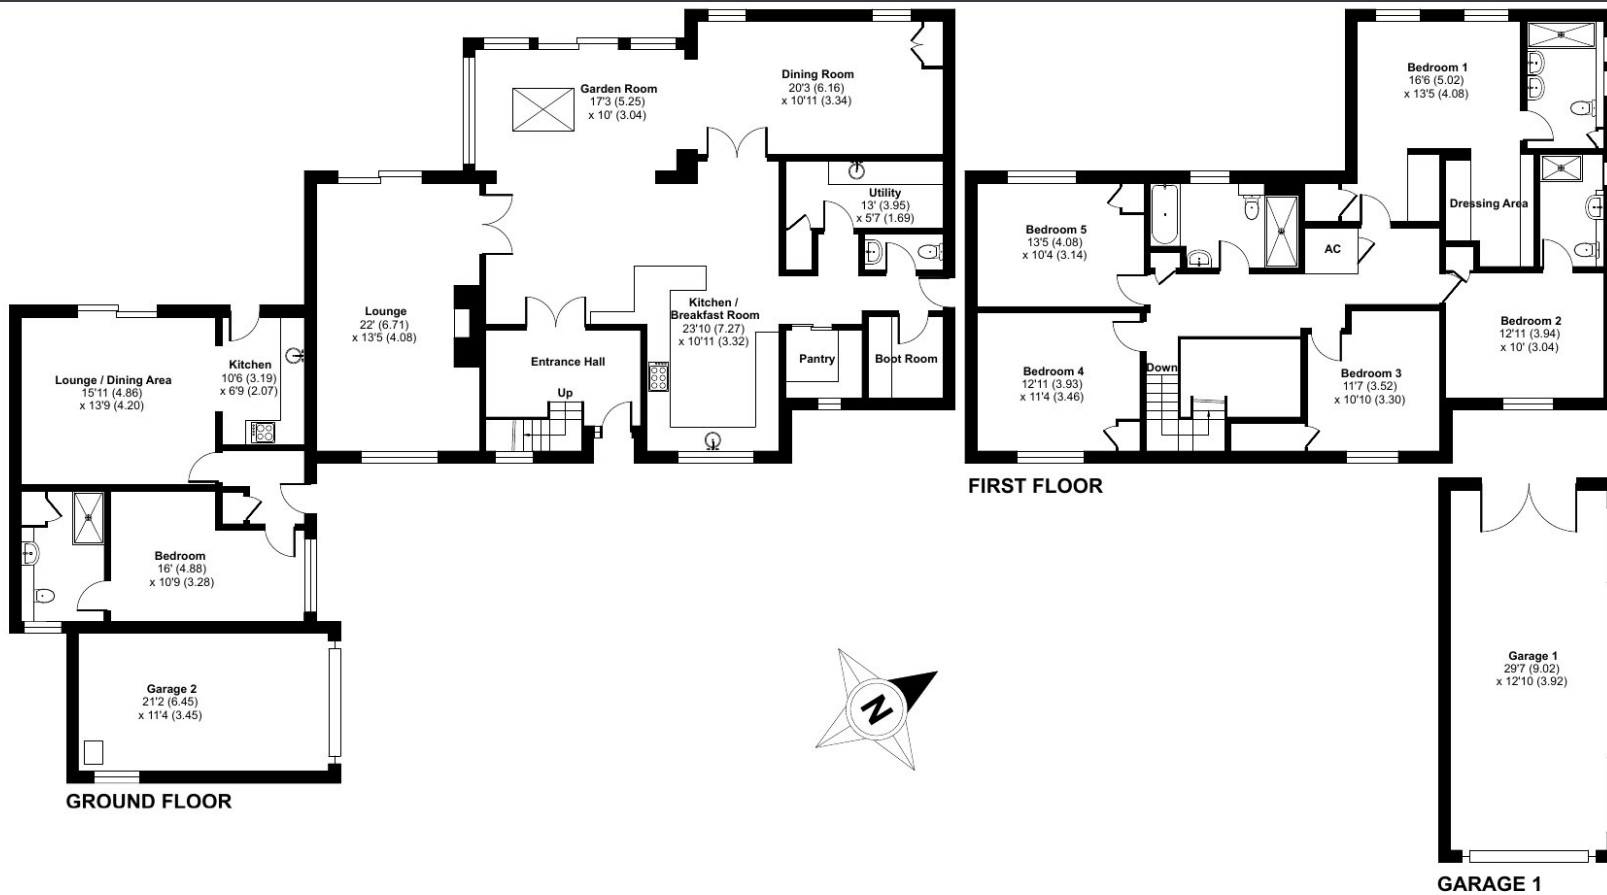 Garden Room
17'3 (5.25)
x 10' (3.04)
Dining Room
20'3 (6.16)
x 10'11 (3.34)
Utility
13' (3.95)
x 5'7 (1.69)
Lounge
22' (6.71)
x 13'5 (4.08)
Kitchen /
Breakfast Room
23'10 (7.27)
x 10'11 (3.32)
Entrance Hall
Up
Pantry
Boot Room
Lounge / Dining Area
15'11 (4.86)
x 13'9 (4.20)
Kitchen
10'6 (3.19)
x 6'9 (2.07)
Bedroom
16' (4.88)
x 10'9 (3.28)
Garage 2
21'2 (6.45)
x 11'4 (3.45)
GROUND FLOOR
N
Bedroom 1
16'6 (5.02)
x 13'5 (4.08)
Dressing Area
Bedroom 5
13'5 (4.08)
x 10'4 (3.14)
AC
Bedroom 2
12'11 (3.94)
x 10' (3.04)
Bedroom 4
12'11 (3.93)
x 11'4 (3.46)
Down
Bedroom 3
11'7 (3.52)
x 10'10 (3.30)
FIRST FLOOR
Garage 1
29'7 (9.02)
x 12'10 (3.92)
GARAGE 1